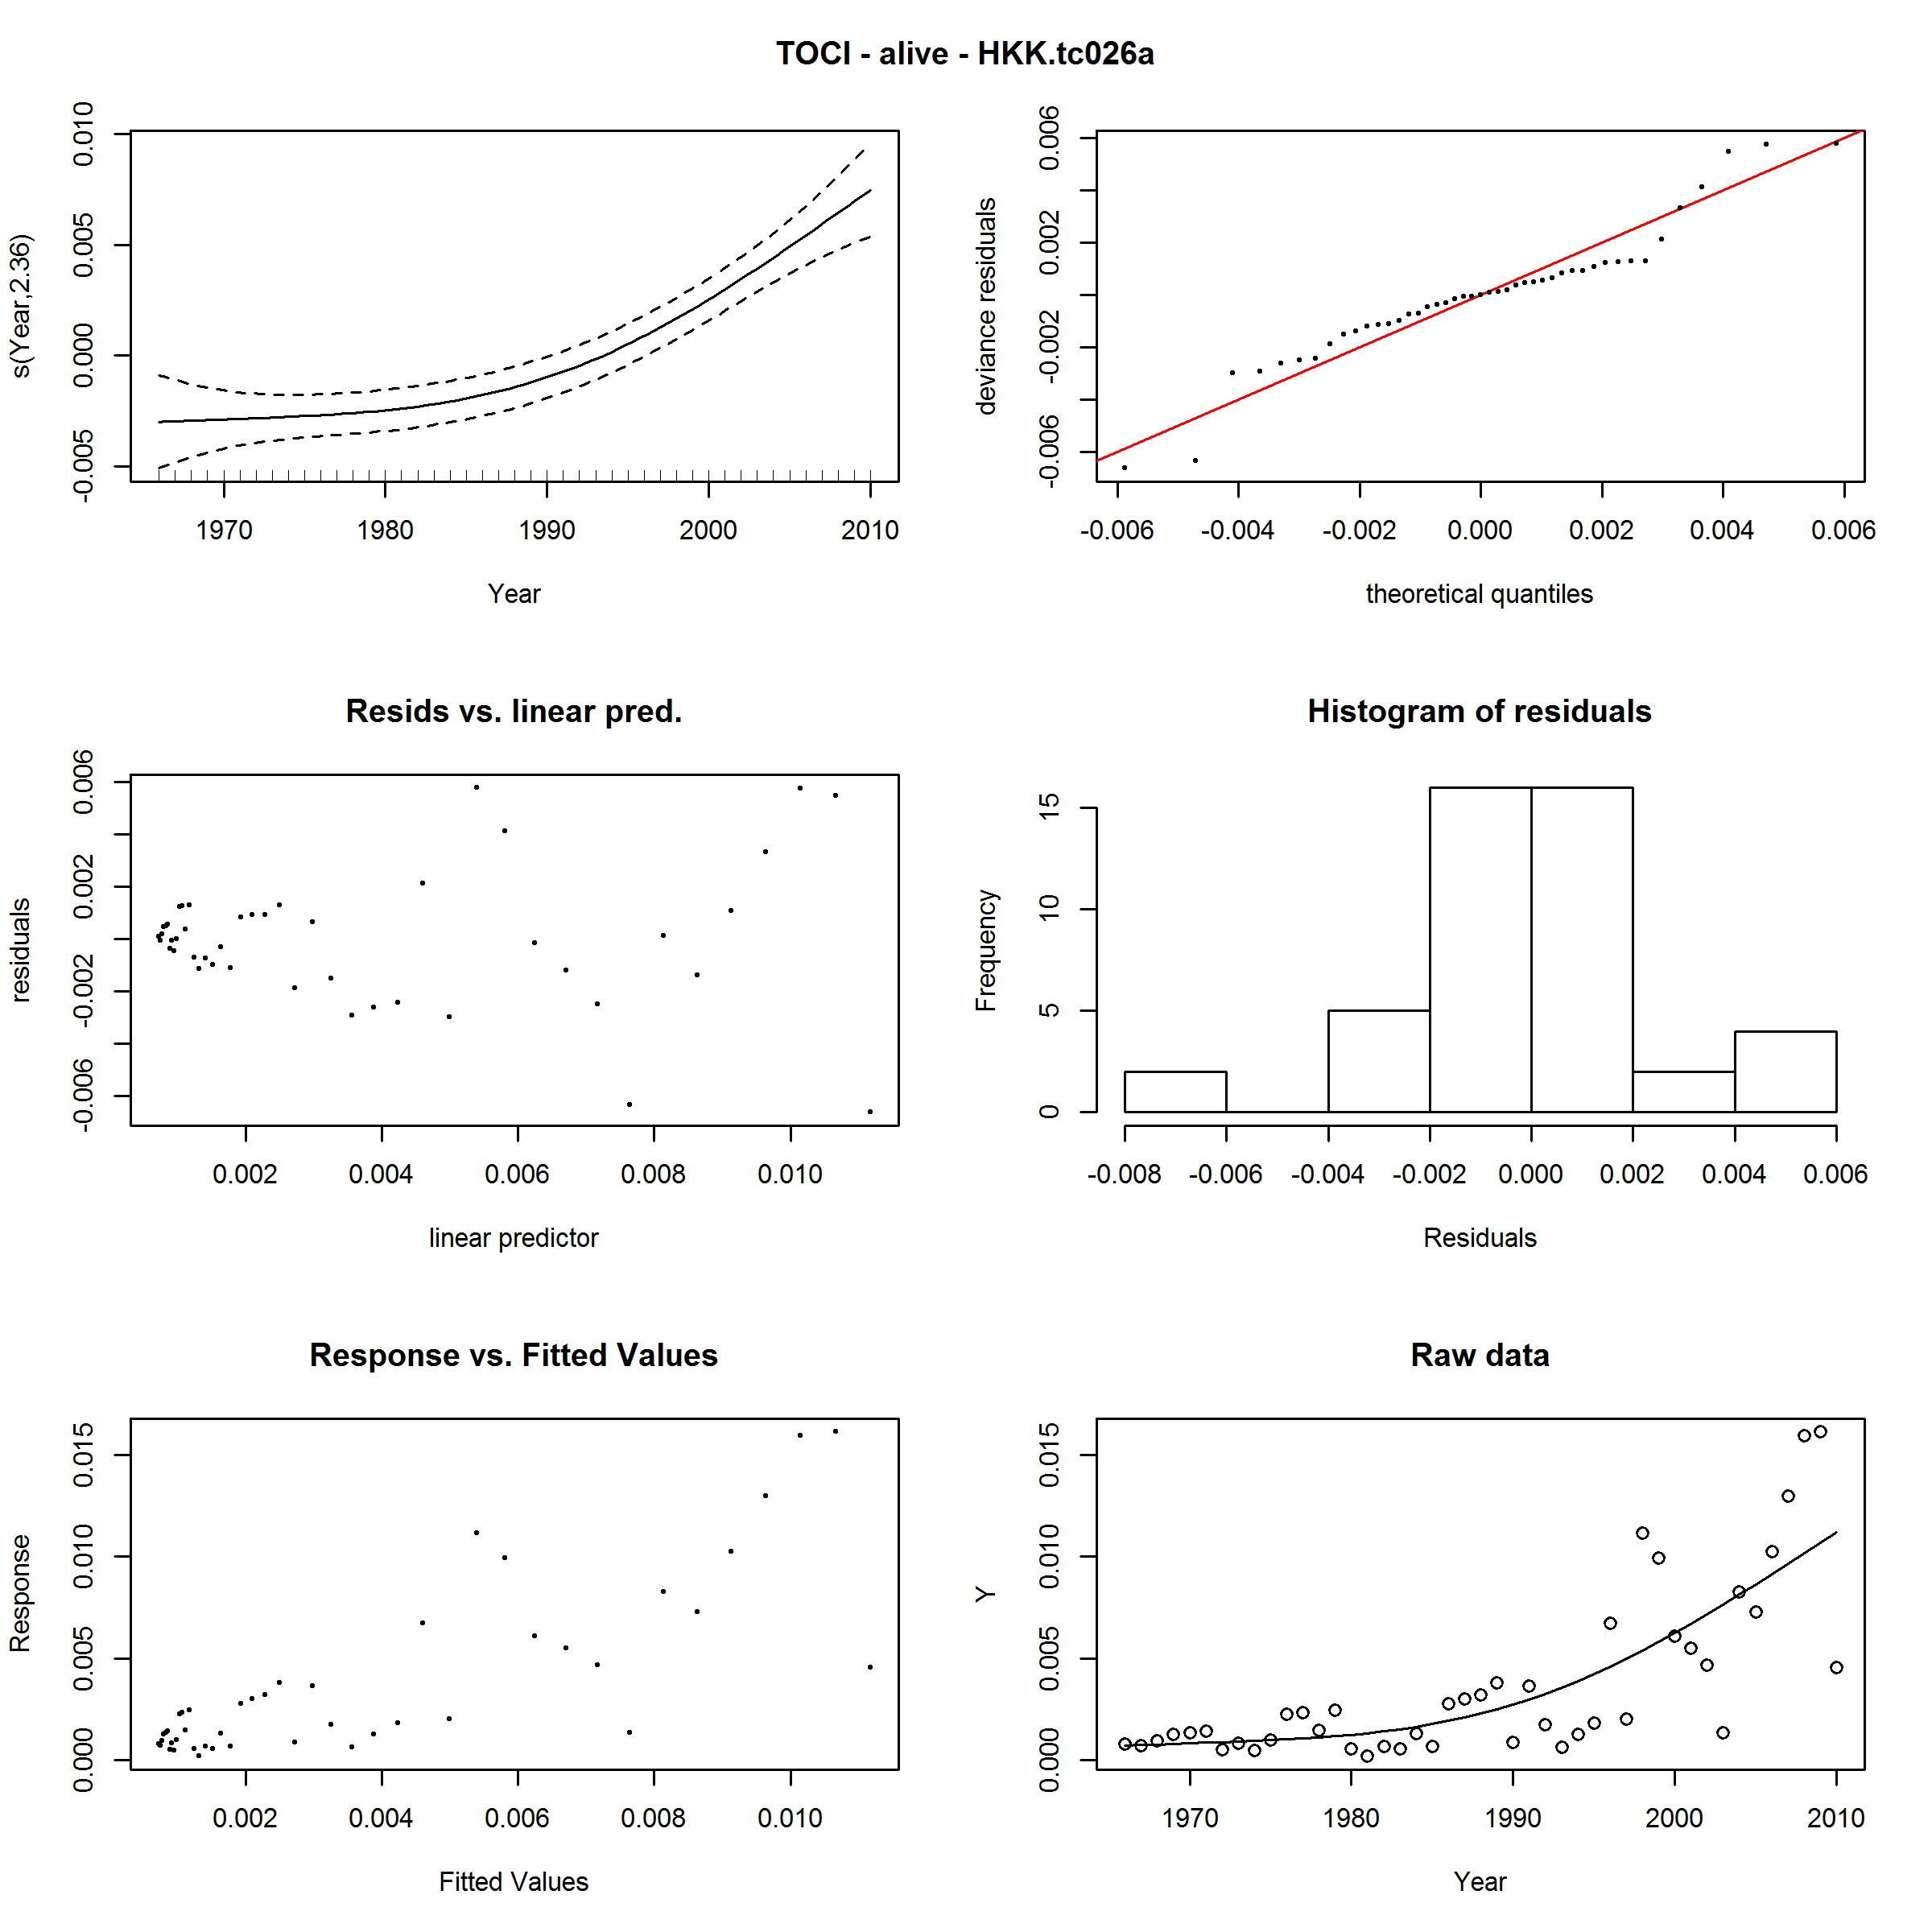 TOCI - alive - HKK.tc026a
s(Year,2.36)
-0.005 0.000 0.005 0.010
1970 1980 1990 2000 2010
Year
deviance residuals
-0.006 -0.002 0.002 0.006
-0.006 -0.004 -0.002 0.000 0.002 0.004 0.006
theoretical quantiles
Resids vs. linear pred.
residuals
-0.006 -0.002 0.002 0.006
0.002 0.004 0.006 0.008 0.010
linear predictor
Histogram of residuals
Frequency
0 5 10 15
-0.008 -0.006 -0.004 -0.002 0.000 0.002 0.004 0.006
Residuals
Response vs. Fitted Values
Response
0.000 0.005 0.010 0.015
0.002 0.004 0.006 0.008 0.010
Fitted Values
Raw data
Y
0.000 0.005 0.010 0.015
1970 1980 1990 2000 2010
Year